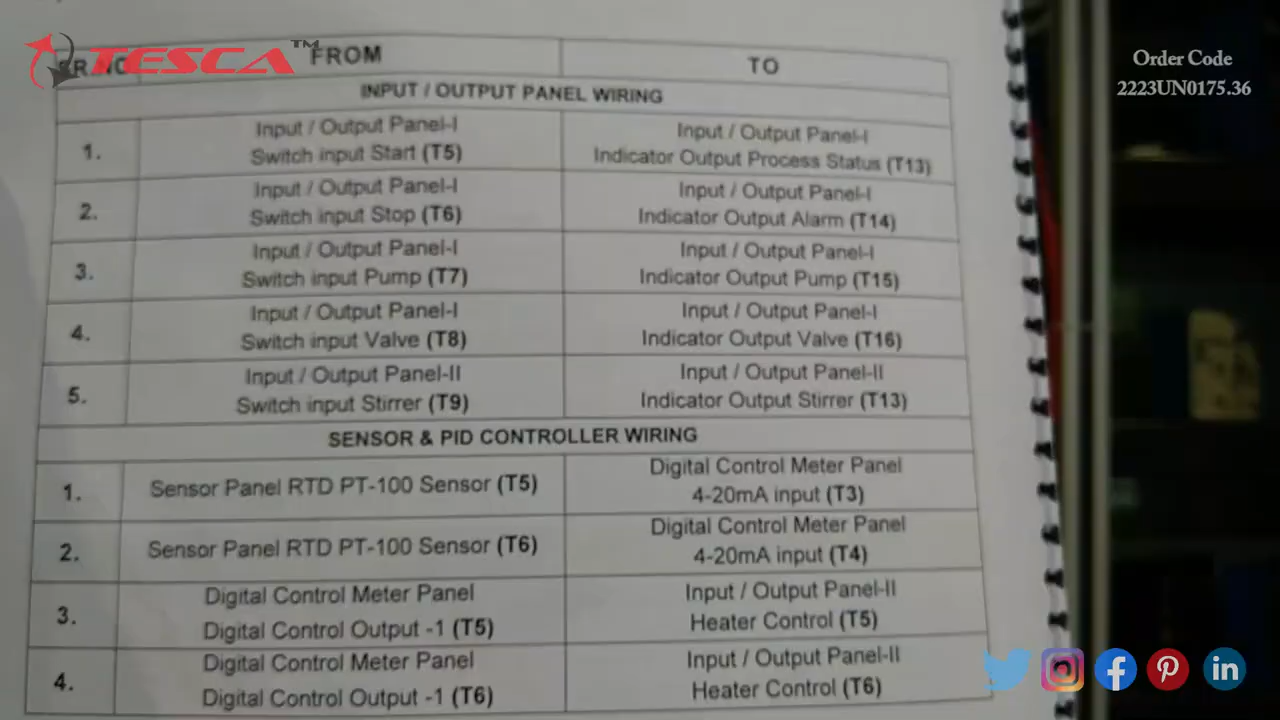 TESCA™
Order Code
2223UN0175.36
SR.NO FROM TO
INPUT / OUTPUT PANEL WIRING
1. Input / Output Panel-I Switch input Start (T5) Input / Output Panel-I Indicator Output Process Status (T13)
2. Input / Output Panel-I Switch input Stop (T6) Input / Output Panel-I Indicator Output Alarm (T14)
3. Input / Output Panel-I Switch input Pump (T7) Input / Output Panel-I Indicator Output Pump (T15)
4. Input / Output Panel-I Switch input Valve (T8) Input / Output Panel-I Indicator Output Valve (T16)
5. Input / Output Panel-II Switch input Stirrer (T9) Input / Output Panel-II Indicator Output Stirrer (T13)
SENSOR & PID CONTROLLER WIRING
1. Sensor Panel RTD PT-100 Sensor (T5) Digital Control Meter Panel 4-20mA input (T3)
2. Sensor Panel RTD PT-100 Sensor (T6) Digital Control Meter Panel 4-20mA input (T4)
3. Digital Control Meter Panel Digital Control Output -1 (T5) Input / Output Panel-II Heater Control (T5)
4. Digital Control Meter Panel Digital Control Output -1 (T6) Input / Output Panel-II Heater Control (T6)